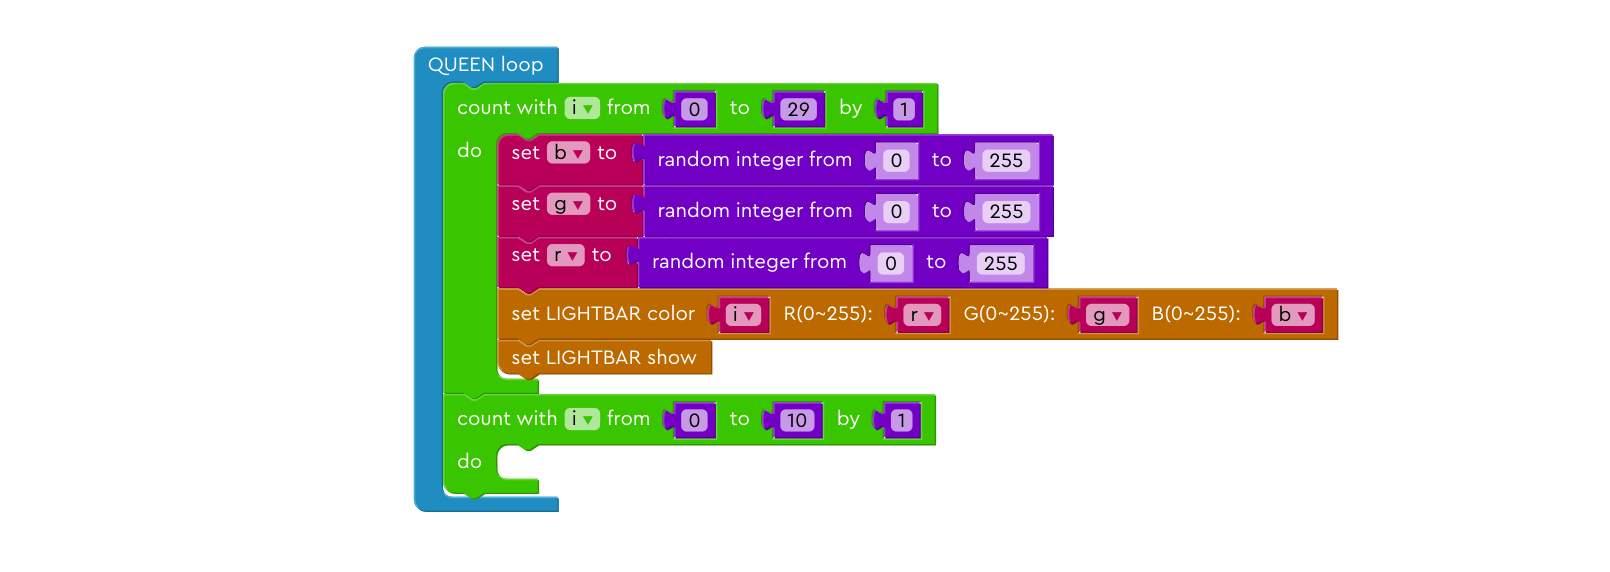 QUEEN loop
count with i ▾ from 0 to 29 by 1
do
set b ▾ to random integer from 0 to 255
set g ▾ to random integer from 0 to 255
set r ▾ to random integer from 0 to 255
set LIGHTBAR color i ▾ R(0~255): r ▾ G(0~255): g ▾ B(0~255): b ▾
set LIGHTBAR show
count with i ▾ from 0 to 10 by 1
do